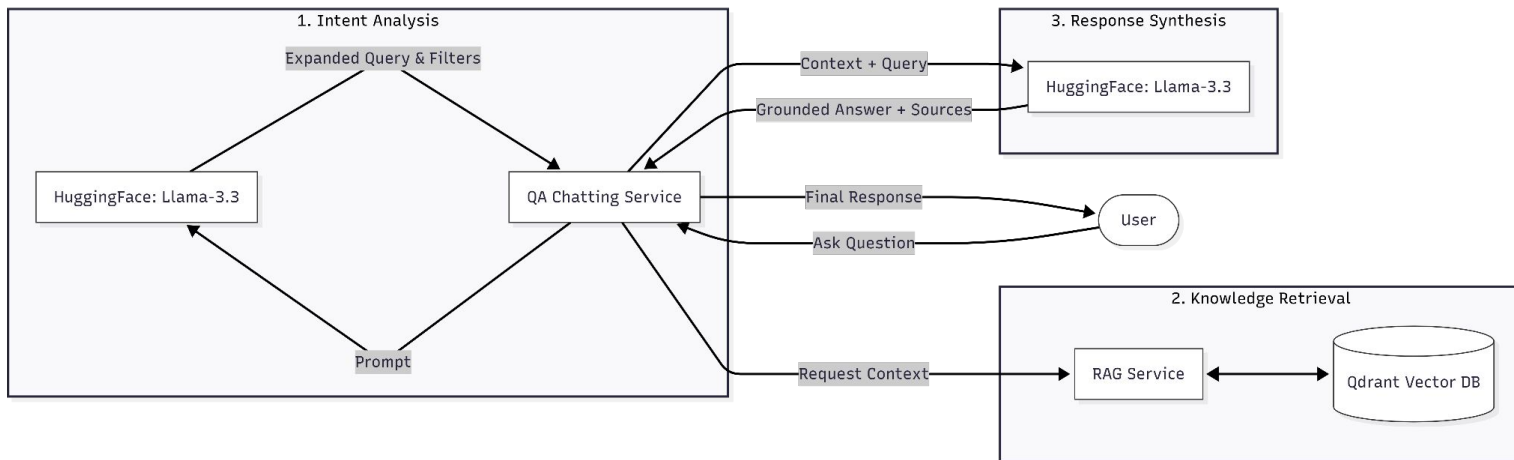 1. Intent Analysis
Expanded Query & Filters
HuggingFace: Llama-3.3
QA Chatting Service
Prompt
Context + Query
Grounded Answer + Sources
3. Response Synthesis
HuggingFace: Llama-3.3
Final Response
Ask Question
User
Request Context
2. Knowledge Retrieval
RAG Service
Qdrant Vector DB